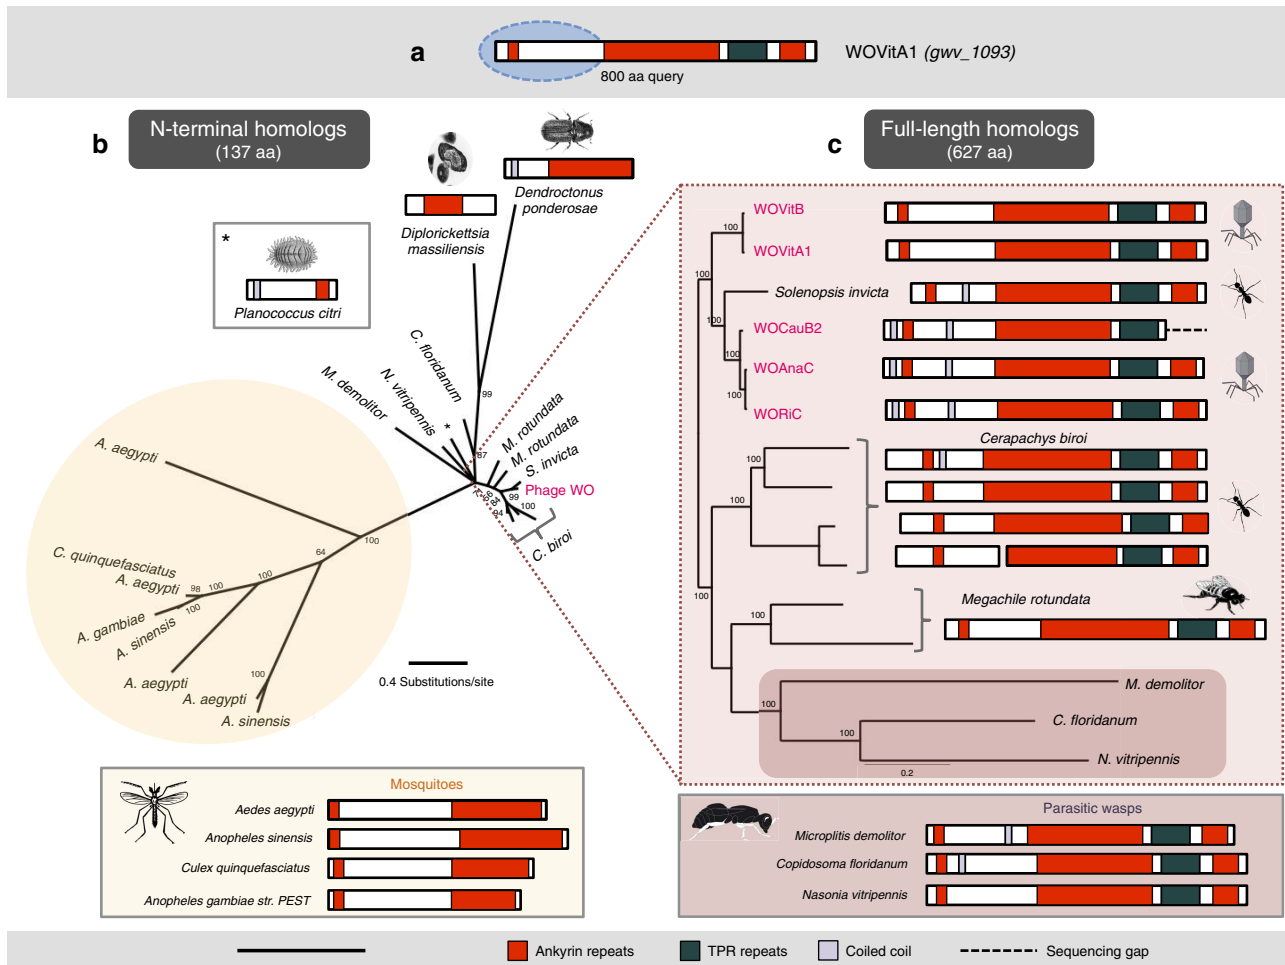 a
WOVitA1 (gwv_1093)
800 aa query
b
N-terminal homologs
(137 aa)
c
Full-length homologs
(627 aa)
Dendroctonus
ponderosae
Diplorickettsia
massiliensis
*
Planococcus citri
M. demolitor
N. vitripennis
*
C. floridanum
99
87
M. rotundata
M. rotundata
S. invicta
Phage WO
C. biroi
99
100
94
64
100
A. aegypti
C. quinquefasciatus
A. aegypti
98
100
100
100
A. gambiae
A. sinensis
A. aegypti
100
A. aegypti
A. sinensis
0.4 Substitutions/site
WOVitB
WOVitA1
100
Solenopsis invicta
100
WOCauB2
100
WOAnaC
100
WORiC
Cerapachys biroi
100
100
100
100
Megachile rotundata
100
M. demolitor
100
C. floridanum
100
N. vitripennis
0.2
Mosquitoes
Aedes aegypti
Anopheles sinensis
Culex quinquefasciatus
Anopheles gambiae str. PEST
Parasitic wasps
Microplitis demolitor
Copidosoma floridanum
Nasonia vitripennis
Ankyrin repeats
TPR repeats
Coiled coil
Sequencing gap